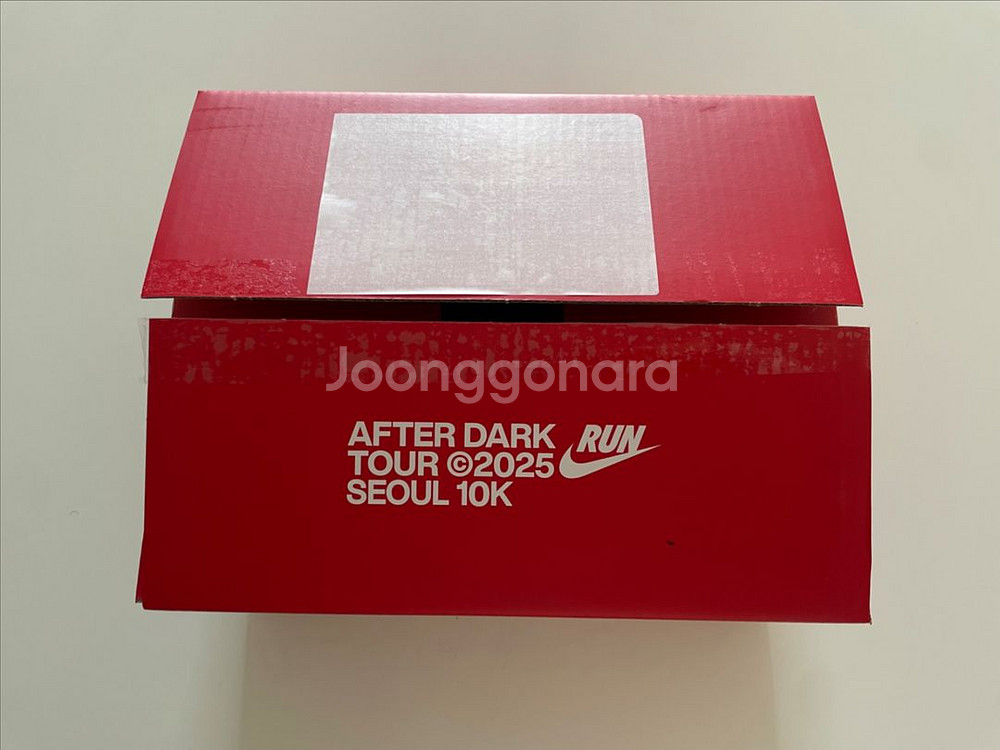 Joonggonara
AFTER DARK
TOUR ©2025
SEOUL 10K
RUN